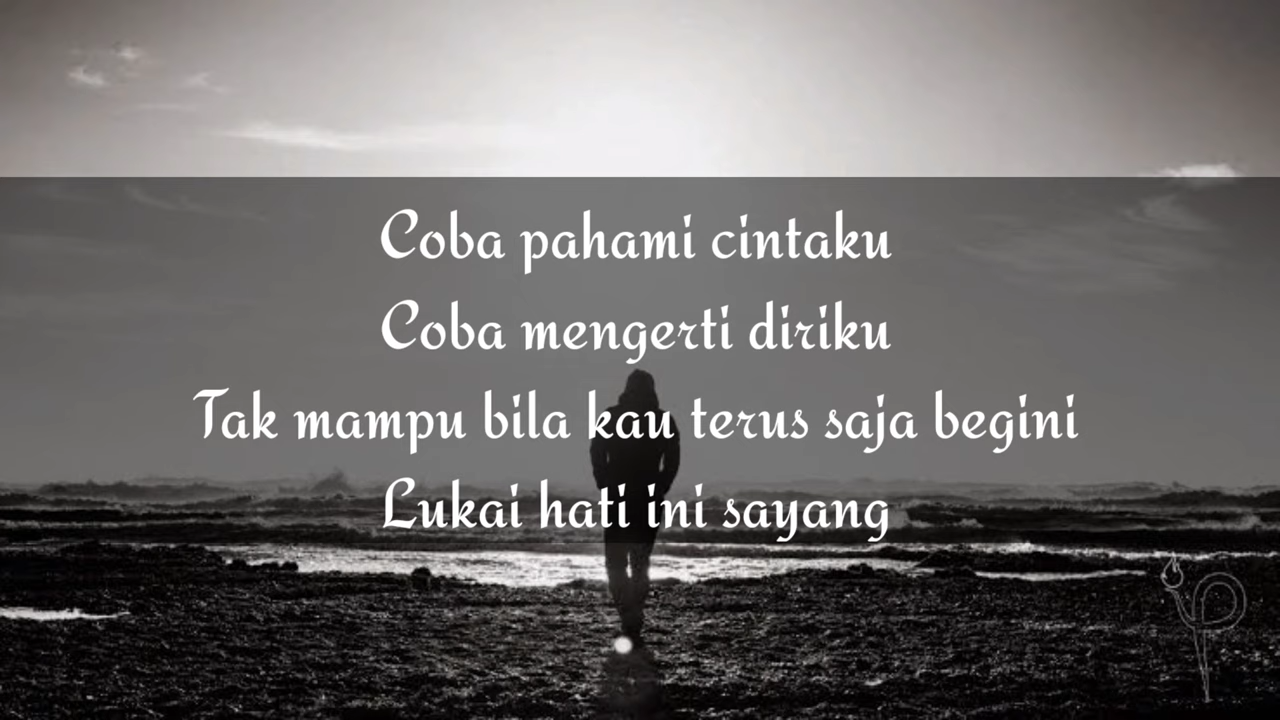 Coba pahami cintaku
Coba mengerti diriku
Tak mampu bila kau terus saja begini
Lukai hati ini sayang